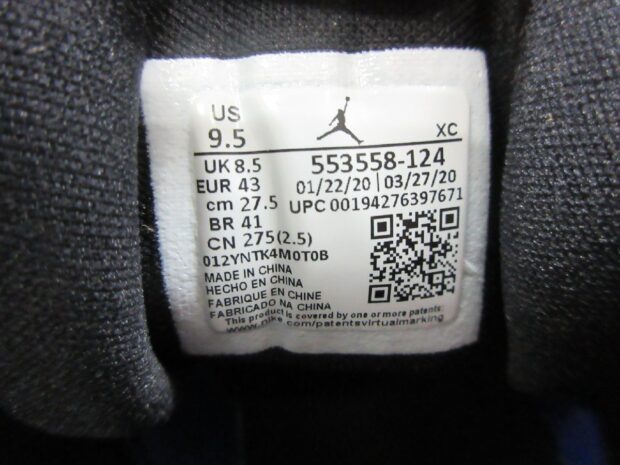 US
9.5
XC
UK 8.5
EUR 43
cm 27.5
BR 41
CN 275(2.5)
553558-124
01/22/20 | 03/27/20
UPC 00194276397671
012YNTK4M0T0B
MADE IN CHINA
HECHO EN CHINA
FABRIQUE EN CHINE
FABRICADO NA CHINA
This product is covered by one or more patents:
www.nike.com/patentsvirtualmarking